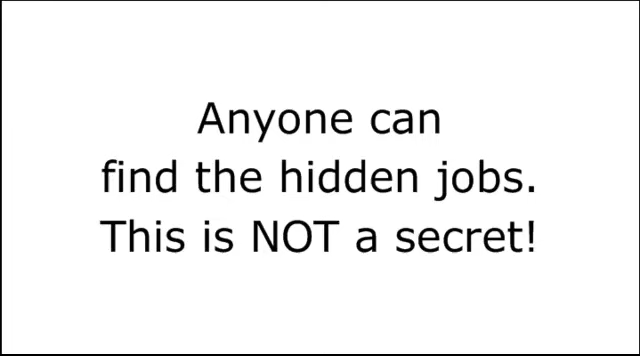 Anyone can
find the hidden jobs.
This is NOT a secret!